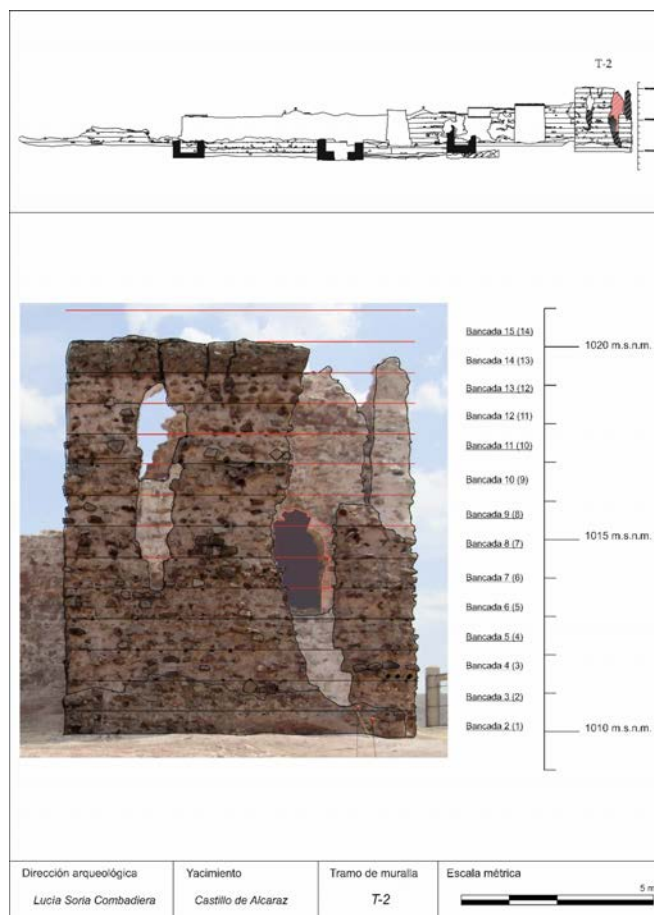 T-2
Bancada 15 (14)
1020 m.s.n.m.
Bancada 14 (13)
Bancada 13 (12)
Bancada 12 (11)
Bancada 11 (10)
Bancada 10 (9)
Bancada 9 (8)
1015 m.s.n.m.
Bancada 8 (7)
Bancada 7 (6)
Bancada 6 (5)
Bancada 5 (4)
Bancada 4 (3)
Bancada 3 (2)
Bancada 2 (1)
1010 m.s.n.m.
Dirección arqueológica
Lucía Soria Combadiera
Yacimiento
Castillo de Alcaraz
Tramo de muralla
T-2
Escala métrica
5 m